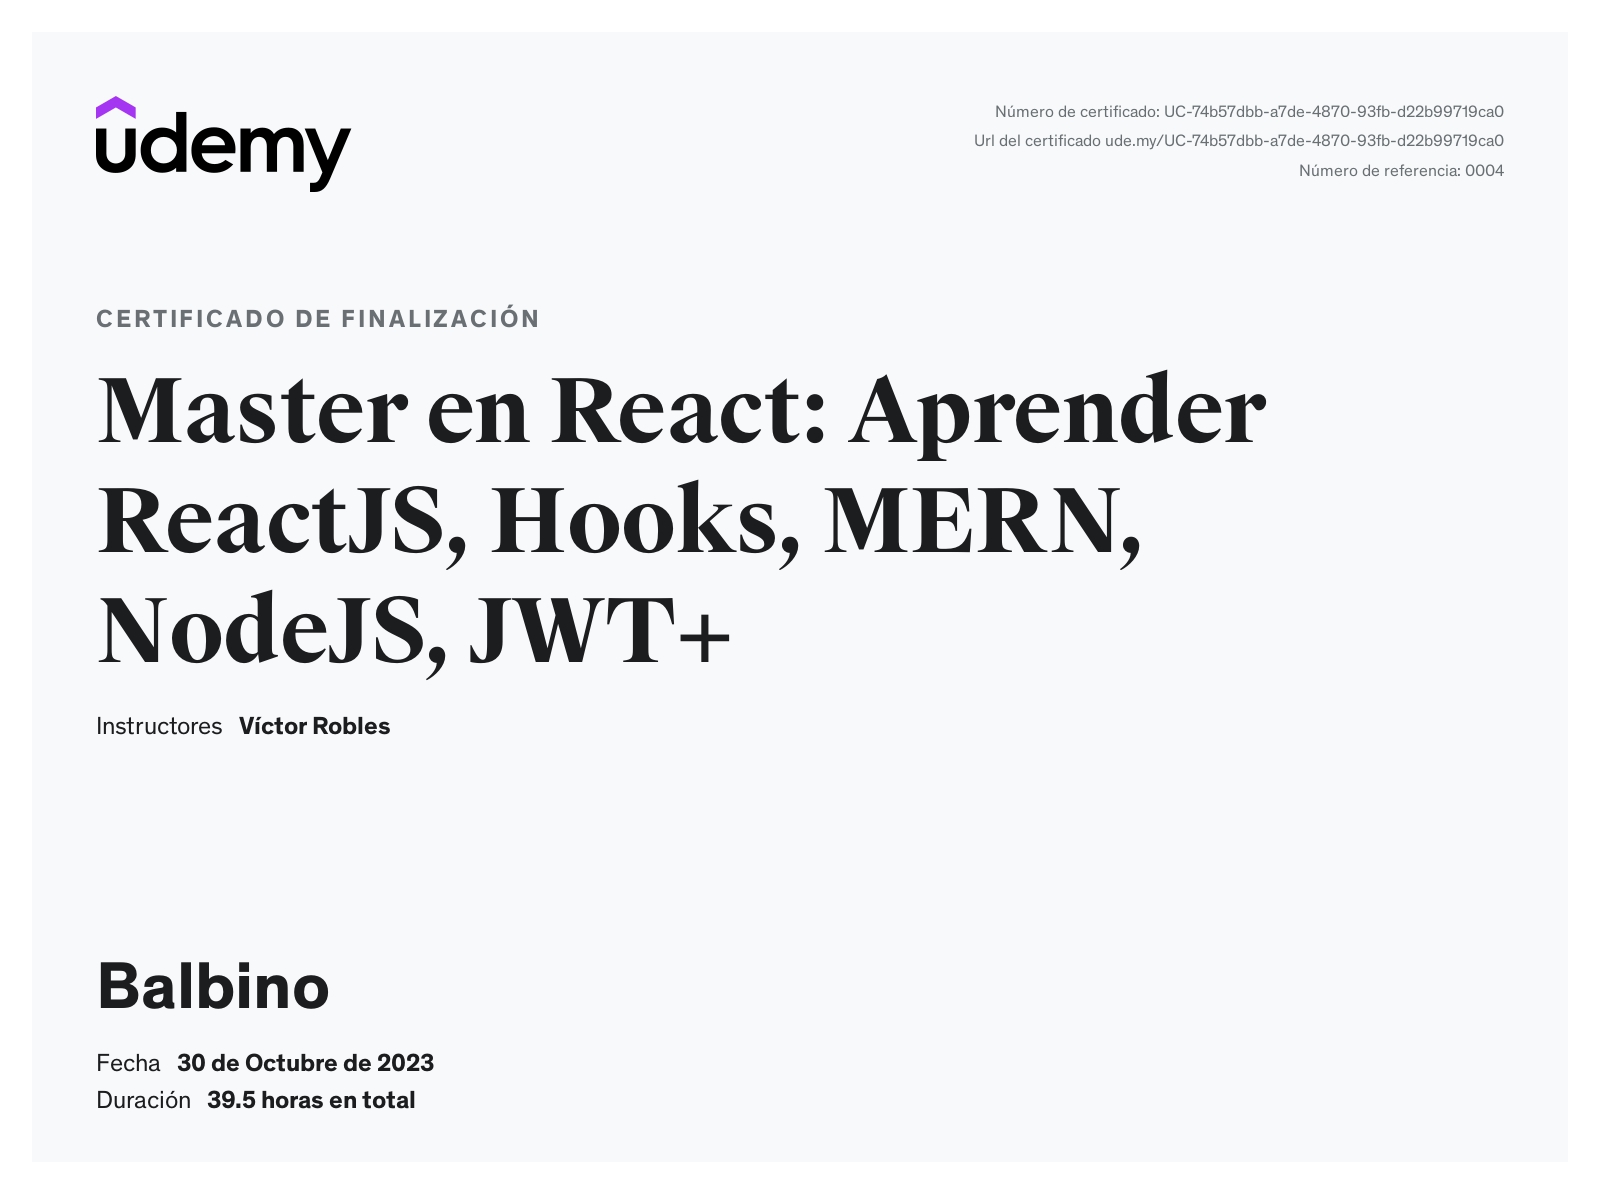 udemy
Número de certificado: UC-74b57dbb-a7de-4870-93fb-d22b99719ca0
Url del certificado ude.my/UC-74b57dbb-a7de-4870-93fb-d22b99719ca0
Número de referencia: 0004
CERTIFICADO DE FINALIZACIÓN
Master en React: Aprender
ReactJS, Hooks, MERN,
NodeJS, JWT+
Instructores Víctor Robles
Balbino
Fecha 30 de Octubre de 2023
Duración 39.5 horas en total